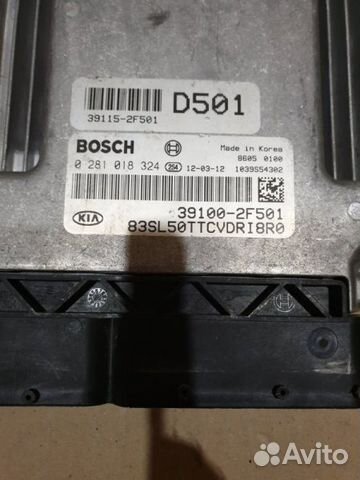 D501
39115-2F501
BOSCH
Made in Korea
8605 0100
0 281 018 324 254 12-03-12 1039S54302
KIA
39100-2F501
83SL50TTCVDRI8R0
Avito